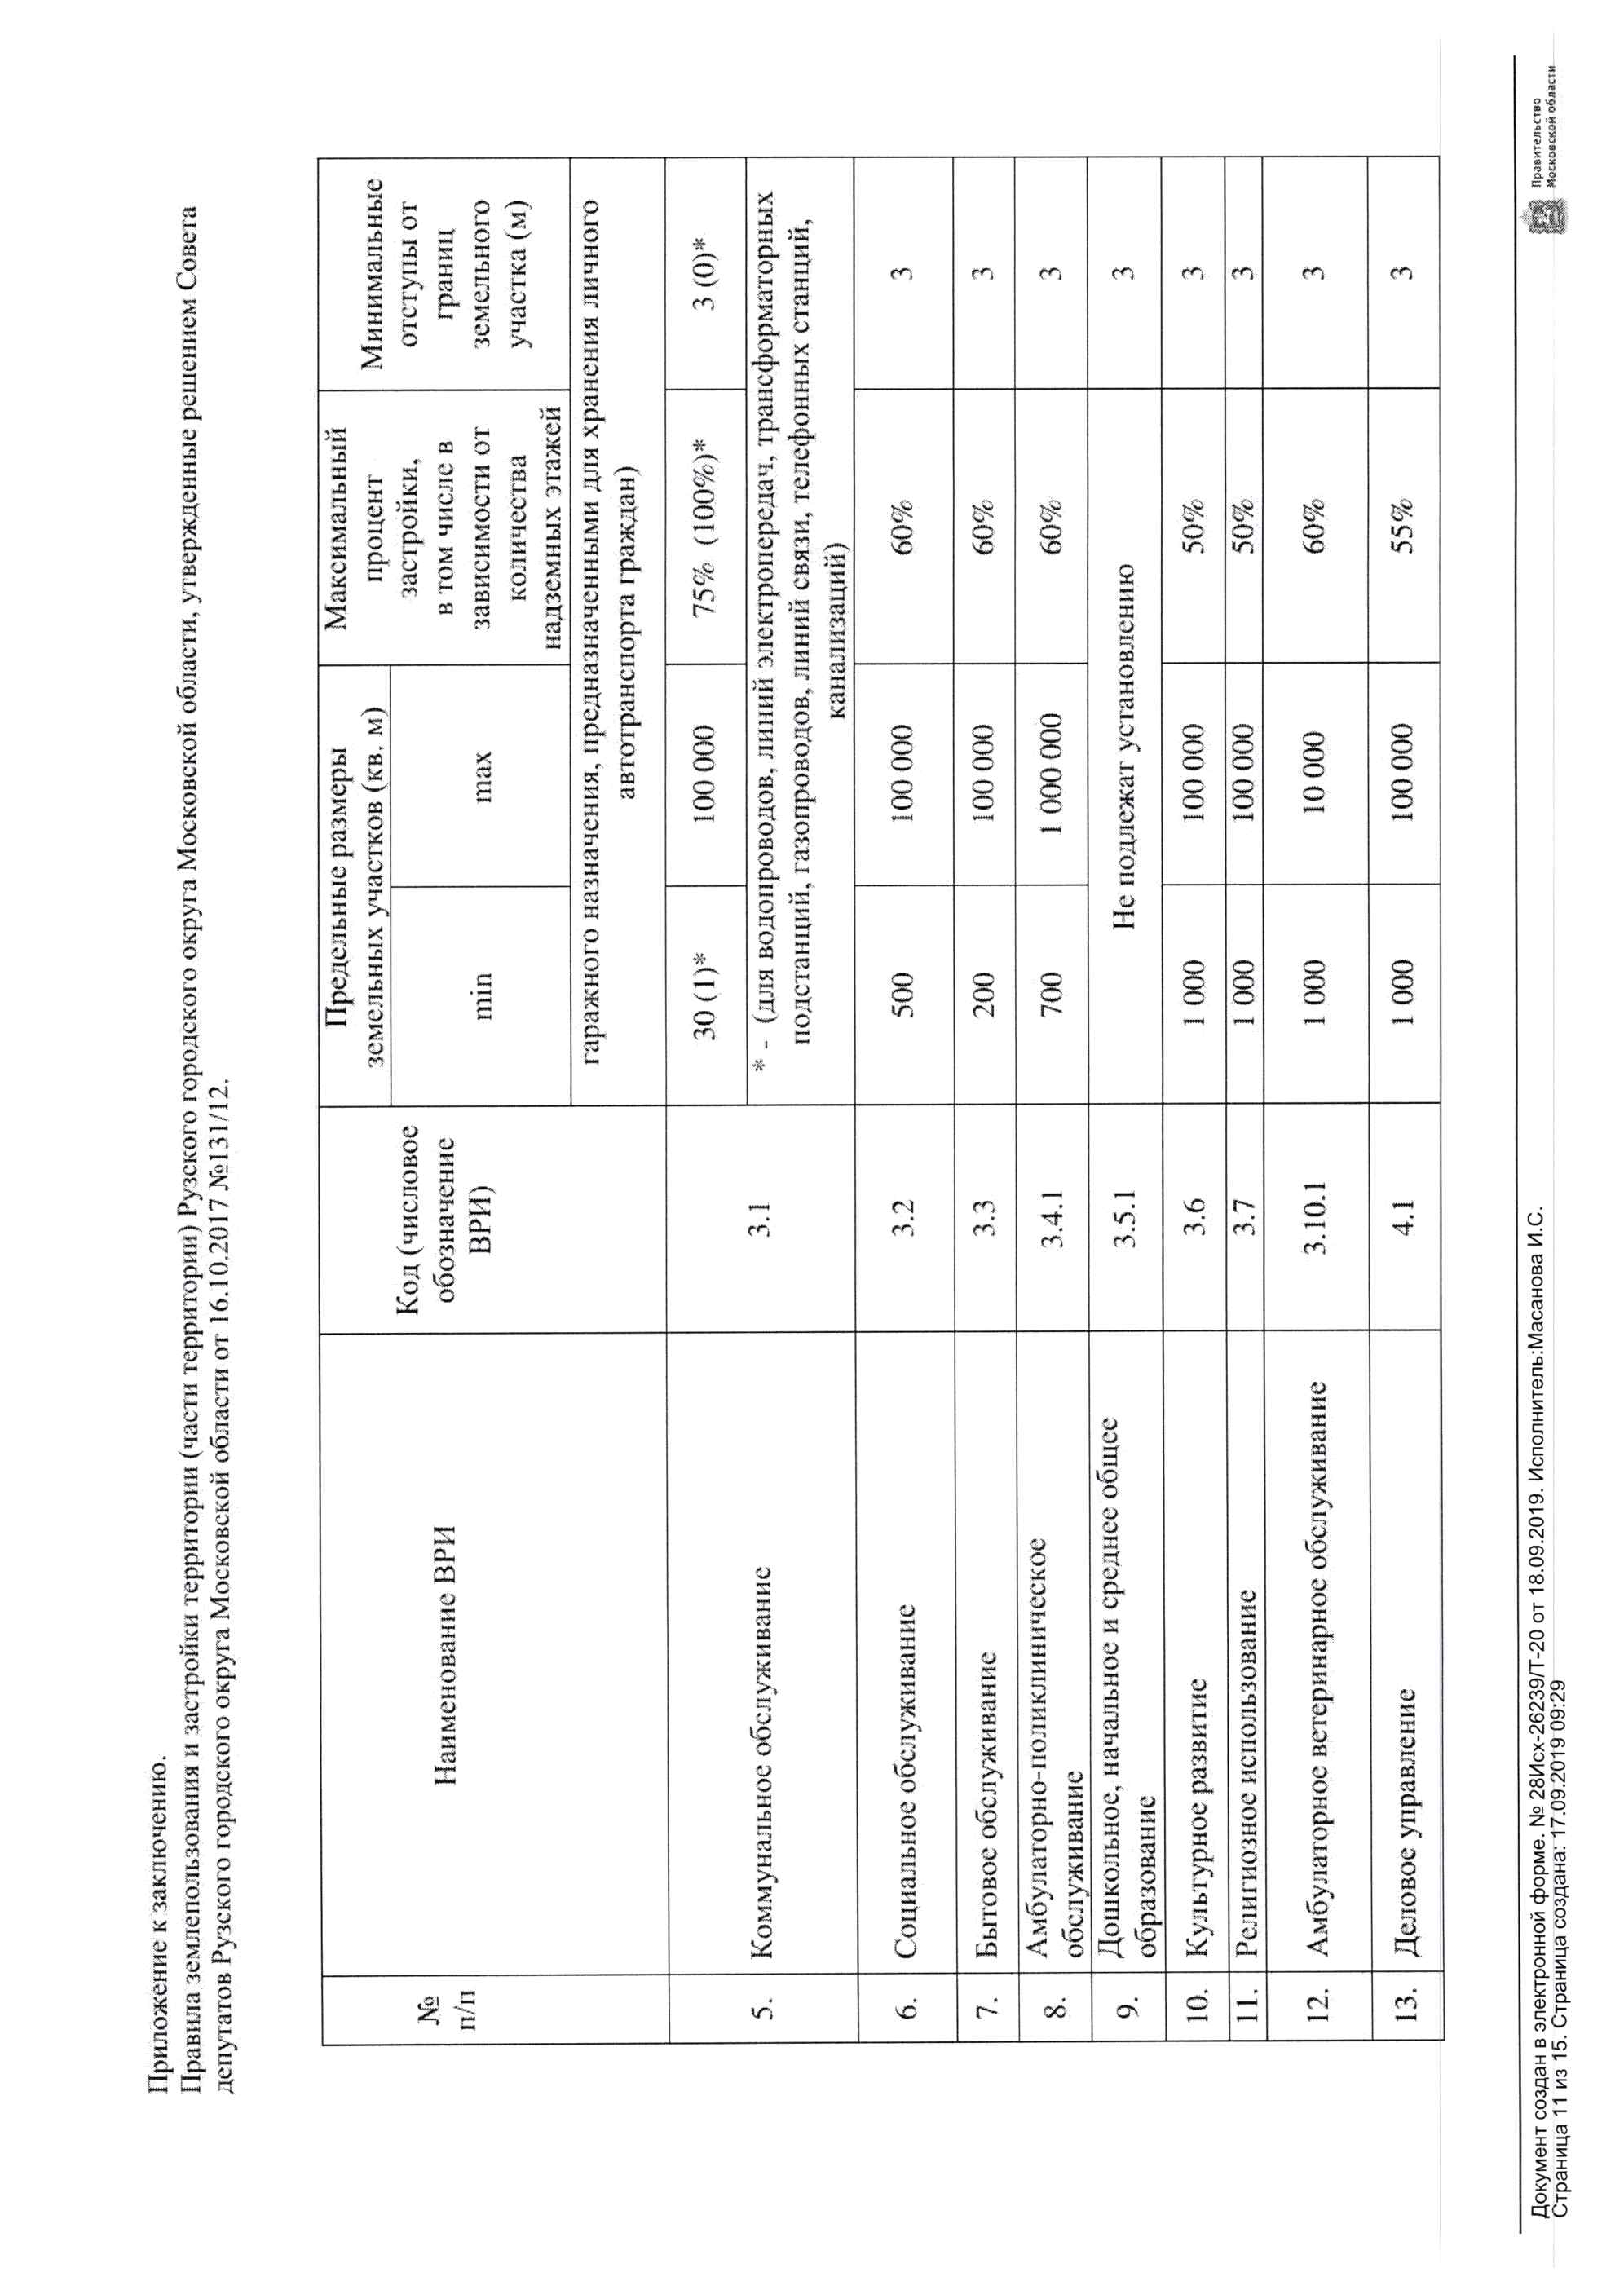 Приложение к заключению.
Правила землепользования и застройки территории (части территории) Рузского городского округа Московской области, утвержденные решением Совета
депутатов Рузского городского округа Московской области от 16.10.2017 №131/12.
№
п/п
Наименование ВРИ
Код (числовое
обозначение
ВРИ)
Предельные размеры
земельных участков (кв. м)
min
max
Максимальный
процент
застройки,
в том числе в
зависимости от
количества
надземных этажей
Минимальные
отступы от
границ
земельного
участка (м)
гаражного назначения, предназначенными для хранения личного
автотранспорта граждан)
5. Коммунальное обслуживание 3.1 30 (1)* 100 000 75% (100%)* 3 (0)*
* - (для водопроводов, линий электропередач, трансформаторных
подстанций, газопроводов, линий связи, телефонных станций,
канализаций)
6. Социальное обслуживание 3.2 500 100 000 60% 3
7. Бытовое обслуживание 3.3 200 100 000 60% 3
8. Амбулаторно-поликлиническое
обслуживание 3.4.1 700 1 000 000 60% 3
9. Дошкольное, начальное и среднее общее
образование 3.5.1 Не подлежат установлению 3
10. Культурное развитие 3.6 1 000 100 000 50% 3
11. Религиозное использование 3.7 1 000 100 000 50% 3
12. Амбулаторное ветеринарное обслуживание 3.10.1 1 000 10 000 60% 3
13. Деловое управление 4.1 1 000 100 000 55% 3
Документ создан в электронной форме. № 28Исх-26239/Т-20 от 18.09.2019. Исполнитель:Масанова И.С.
Страница 11 из 15. Страница создана: 17.09.2019 09:29
Правительство
Московской области